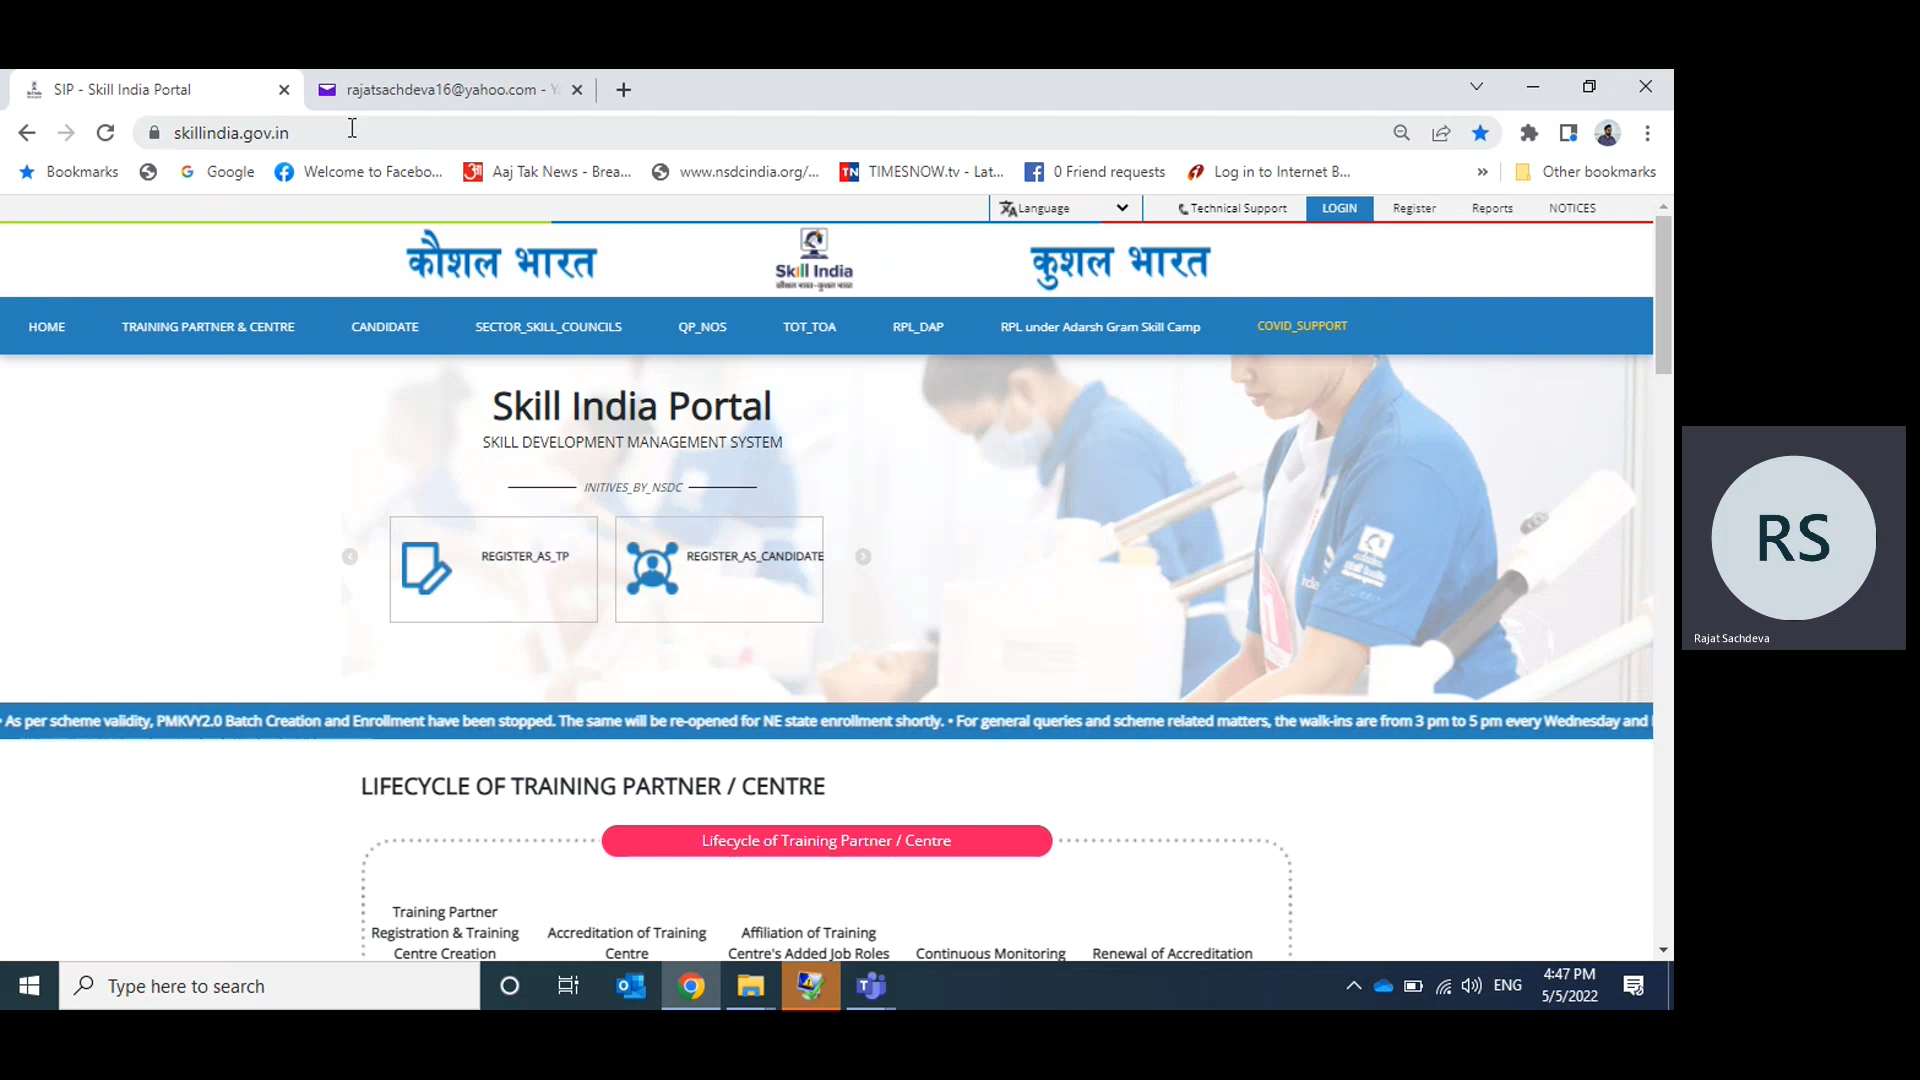 SIP - Skill India Portal
rajatsachdeva16@yahoo.com -
skillindia.gov.in
Bookmarks
Google
Welcome to Facebo...
Aaj Tak News - Brea...
www.nsdcindia.org/...
TN TIMESNOW.tv - Lat...
0 Friend requests
Log in to Internet B...
»
Other bookmarks
Language
Technical Support
LOGIN
Register
Reports
NOTICES
कौशल भारत
Skill India
कौशल भारत-कुशल भारत
कुशल भारत
HOME
TRAINING PARTNER & CENTRE
CANDIDATE
SECTOR_SKILL_COUNCILS
QP_NOS
TOT_TOA
RPL_DAP
RPL under Adarsh Gram Skill Camp
COVID_SUPPORT
Skill India Portal
SKILL DEVELOPMENT MANAGEMENT SYSTEM
INITIVES_BY_NSDC
REGISTER_AS_TP
REGISTER_AS_CANDIDATE
• As per scheme validity, PMKVY2.0 Batch Creation and Enrollment have been stopped. The same will be re-opened for NE state enrollment shortly. • For general queries and scheme related matters, the walk-ins are from 3 pm to 5 pm every Wednesday and
LIFECYCLE OF TRAINING PARTNER / CENTRE
Lifecycle of Training Partner / Centre
Training Partner
Registration & Training
Centre Creation
Accreditation of Training
Centre
Affiliation of Training
Centre's Added Job Roles
Continuous Monitoring
Renewal of Accreditation
RS
Rajat Sachdeva
Type here to search
ENG
4:47 PM
5/5/2022